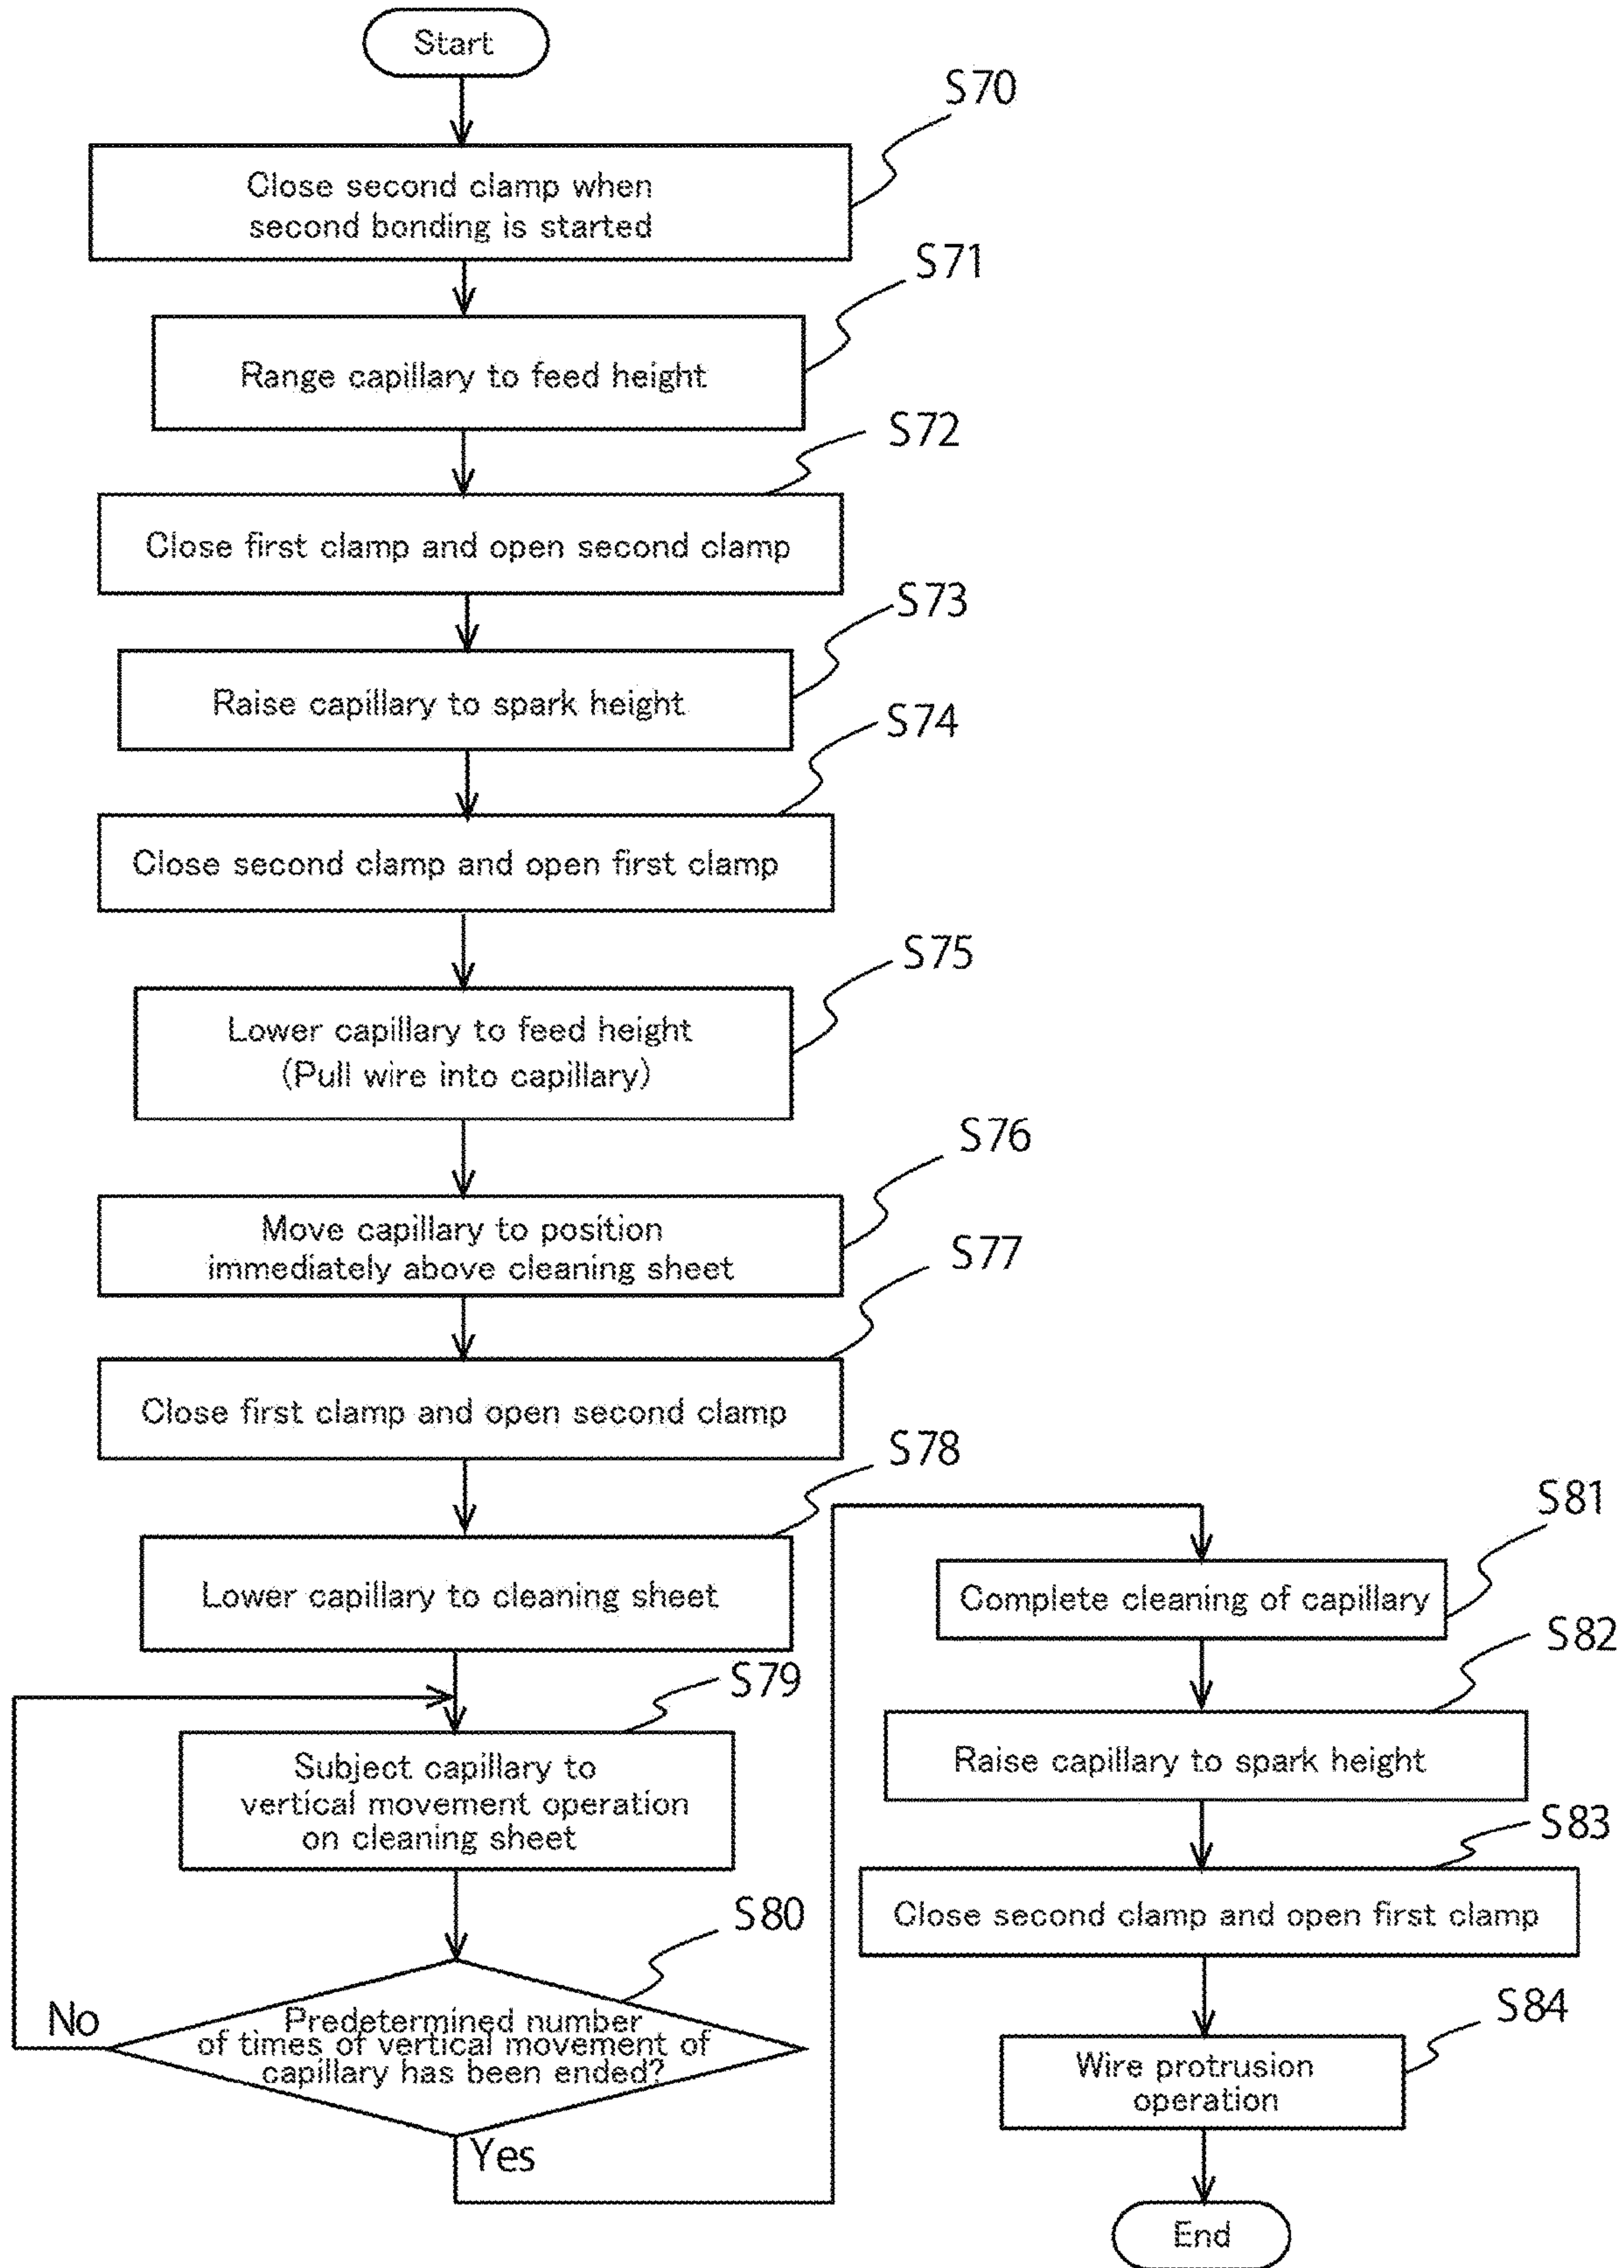 Start
S70
Close second clamp when
second bonding is started
S71
Range capillary to feed height
S72
Close first clamp and open second clamp
S73
Raise capillary to spark height
S74
Close second clamp and open first clamp
S75
Lower capillary to feed height
(Pull wire into capillary)
S76
Move capillary to position
immediately above cleaning sheet
S77
Close first clamp and open second clamp
S78
Lower capillary to cleaning sheet
S79
Subject capillary to
vertical movement operation
on cleaning sheet
S80
Predetermined number
of times of vertical movement of
capillary has been ended?
No
Yes
S81
Complete cleaning of capillary
S82
Raise capillary to spark height
S83
Close second clamp and open first clamp
S84
Wire protrusion
operation
End